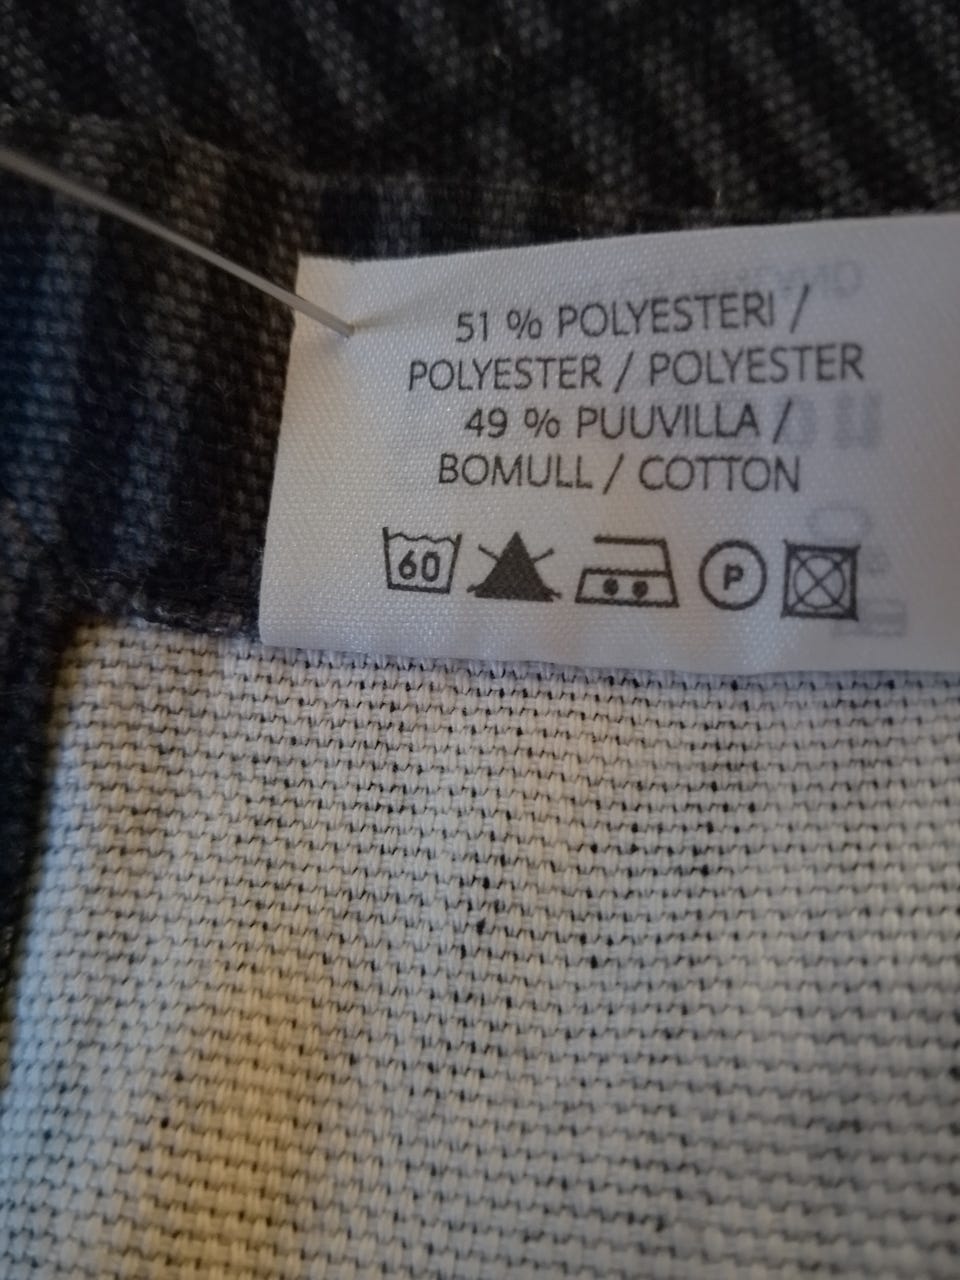 51 % POLYESTERI /
POLYESTER / POLYESTER
49 % PUUVILLA /
BOMULL / COTTON
60 P